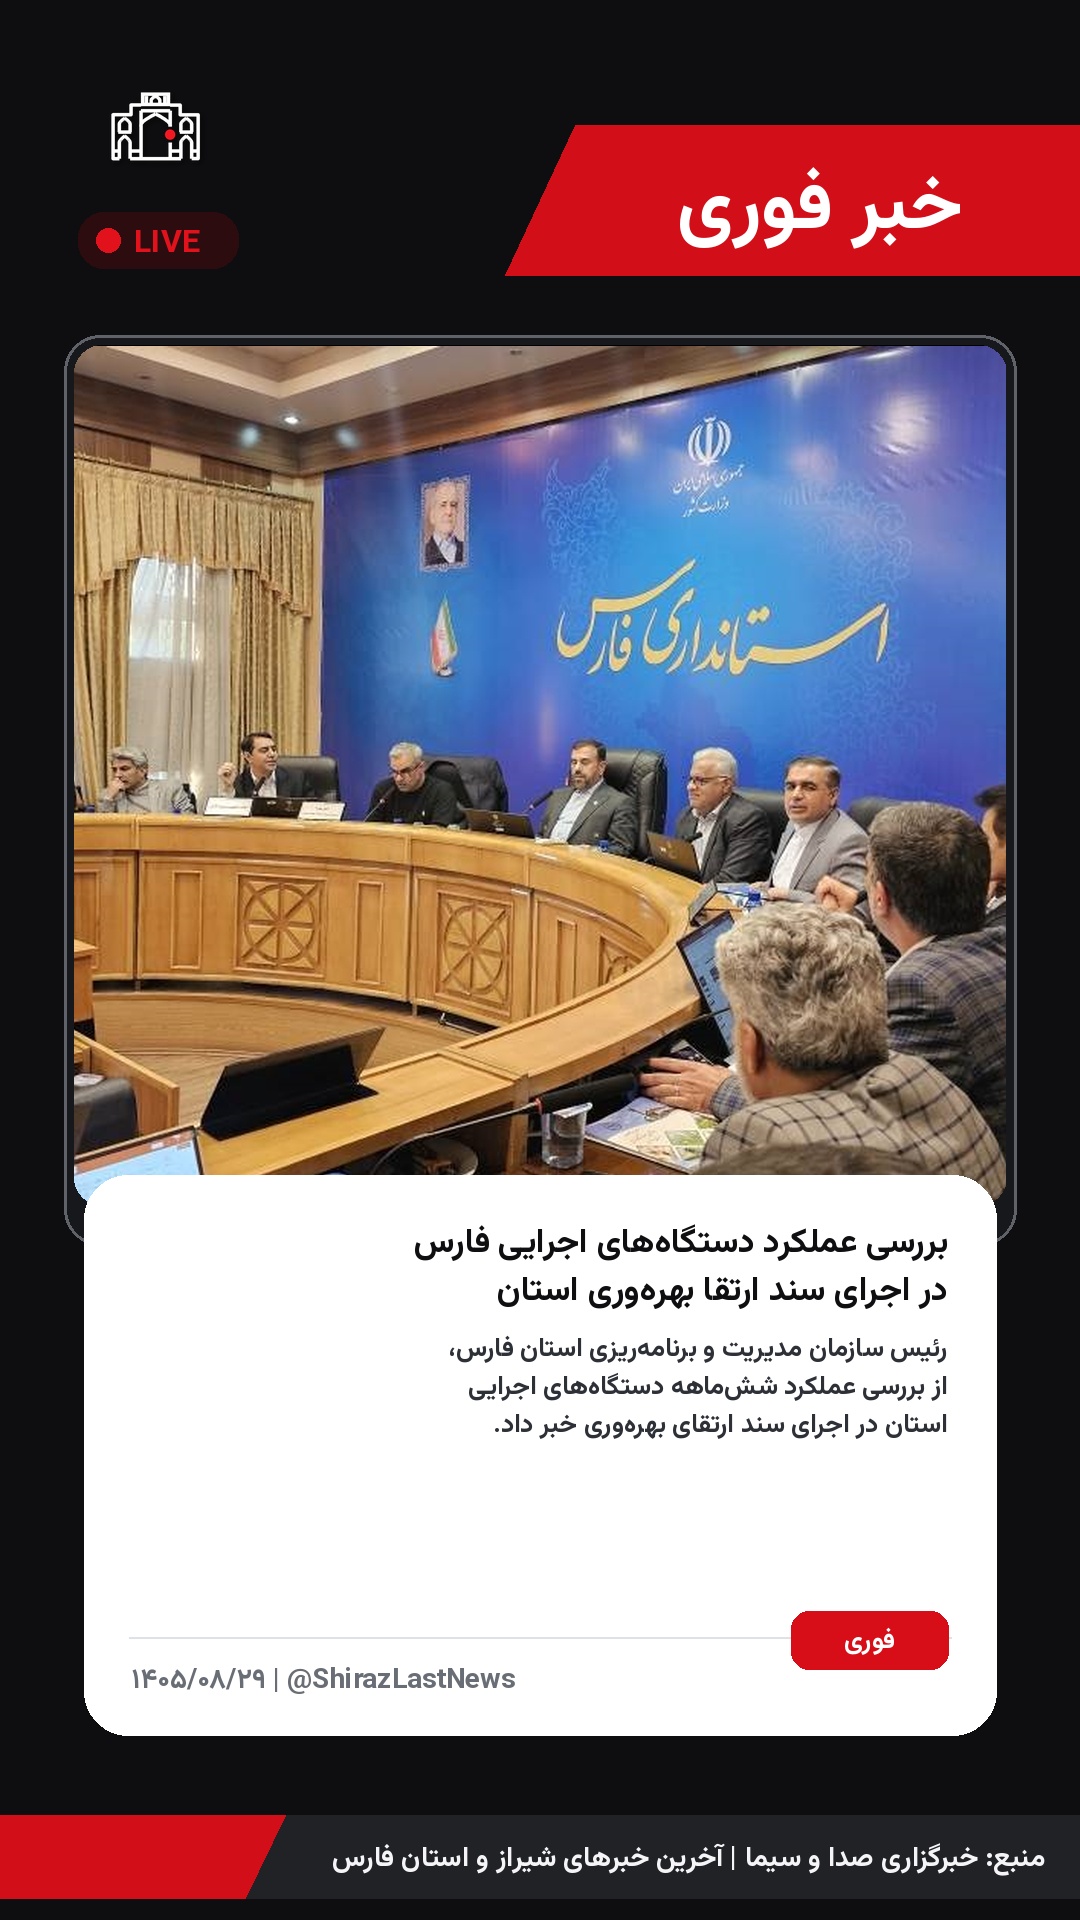 LIVE
خبر فوری
جمهوری اسلامی ایران
وزارت کشور
استانداری فارس
بررسی عملکرد دستگاه‌های اجرایی فارس
در اجرای سند ارتقا بهره‌وری استان
رئیس سازمان مدیریت و برنامه‌ریزی استان فارس،
از بررسی عملکرد شش‌ماهه دستگاه‌های اجرایی
استان در اجرای سند ارتقای بهره‌وری خبر داد.
فوری
۱۴۰۵/۰۸/۲۹ | @ShirazLastNews
منبع: خبرگزاری صدا و سیما | آخرین خبرهای شیراز و استان فارس